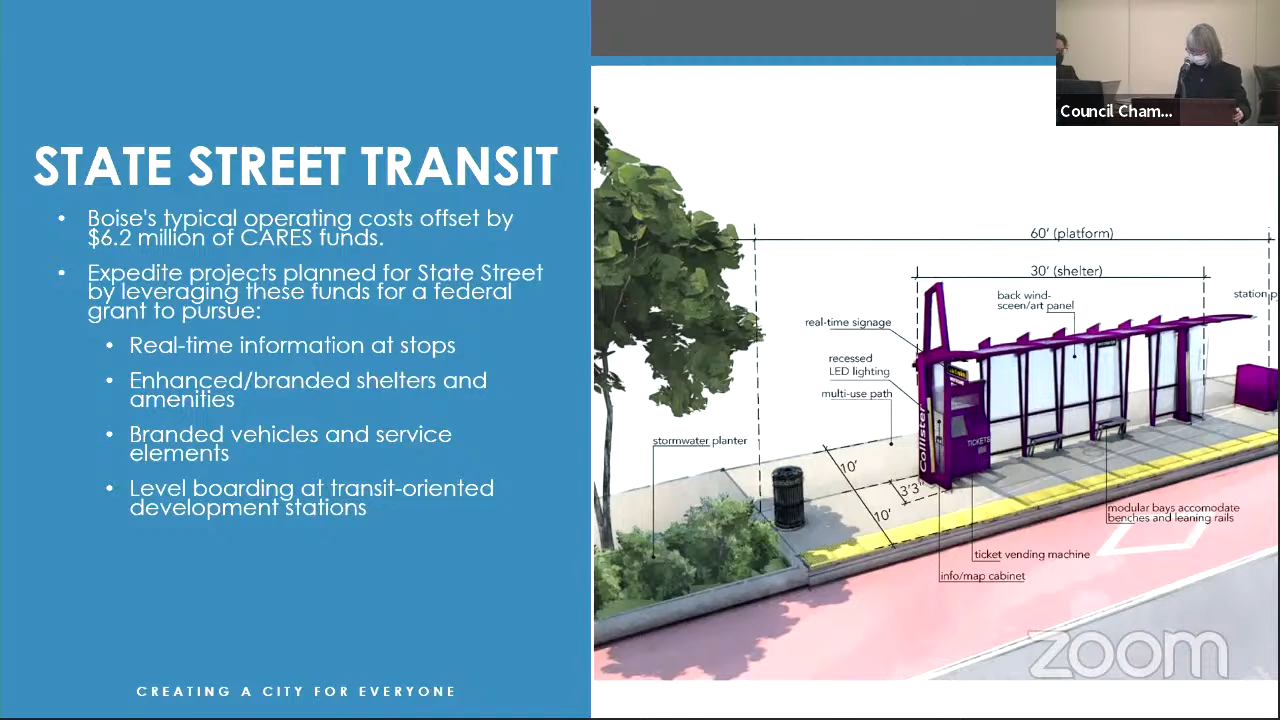 Council Cham...
STATE STREET TRANSIT
• Boise's typical operating costs offset by
$6.2 million of CARES funds.
• Expedite projects planned for State Street
by leveraging these funds for a federal
grant to pursue:
• Real-time information at stops
• Enhanced/branded shelters and
amenities
• Branded vehicles and service
elements
• Level boarding at transit-oriented
development stations
CREATING A CITY FOR EVERYONE
60' (platform)
30' (shelter)
back wind-
sceen/art panel
station p
real-time signage
recessed
LED lighting
multi-use path
stormwater planter
Collister
TICKETS
10'
3'3"
10'
modular bays accomodate
benches and leaning rails
ticket vending machine
info/map cabinet
zoom